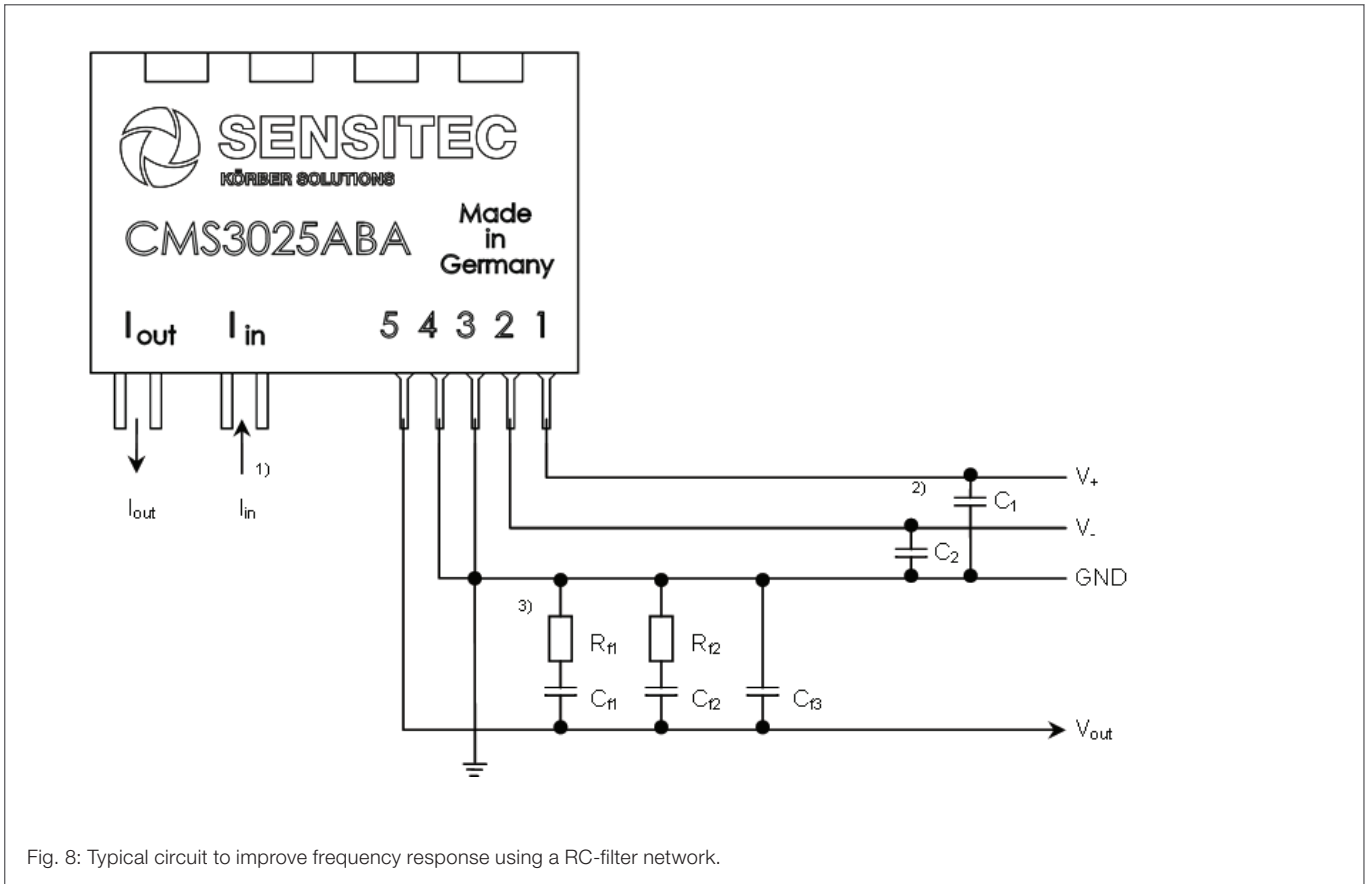 SENSITEC
KÖRBER SOLUTIONS
CMS3025ABA
Made
in
Germany
Iout Iin 5 4 3 2 1
1)
Iout Iin
V+
2) C1
V-
C2
GND
3)
Rf1 Rf2
Cf1 Cf2 Cf3
Vout
Fig. 8: Typical circuit to improve frequency response using a RC-filter network.